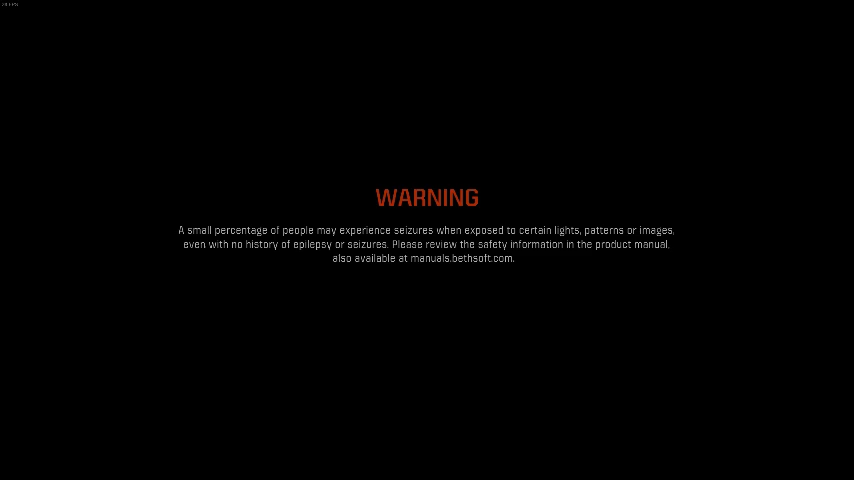 WARNING
A small percentage of people may experience seizures when exposed to certain lights, patterns or images,
even with no history of epilepsy or seizures. Please review the safety information in the product manual,
also available at manuals.bethsoft.com.